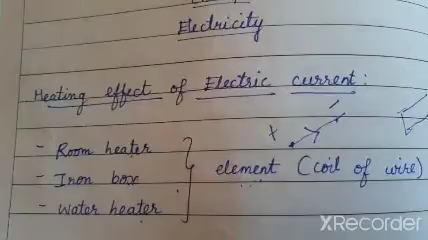 Electricity
Heating effect of Electric current:
- Room heater
- Iron box
- Water heater
element (coil of wire)
+
-
XRecorder